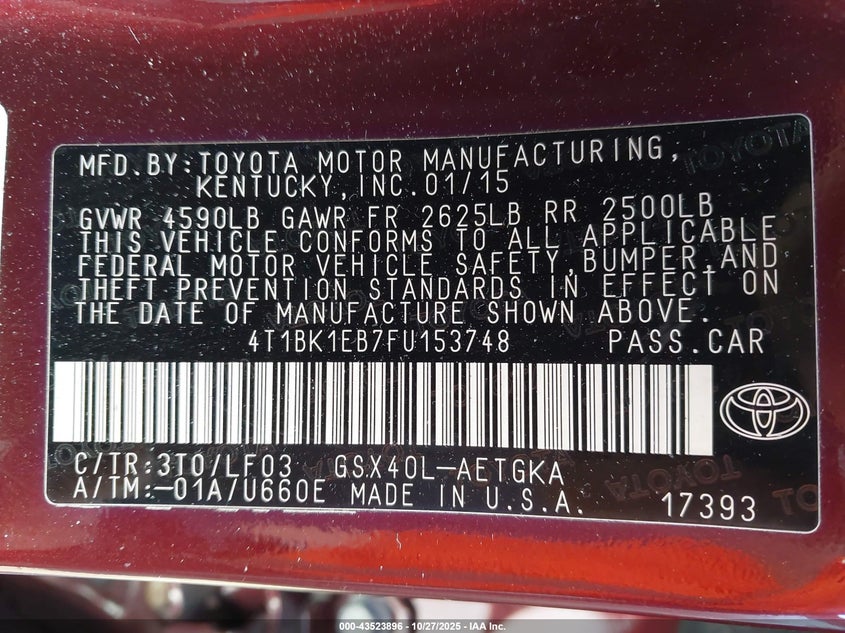 MFD.BY:TOYOTA MOTOR MANUFACTURING,
KENTUCKY,INC.01/15
GVWR 4590LB GAWR FR 2625LB RR 2500LB
THIS VEHICLE CONFORMS TO ALL APPLICABLE
FEDERAL MOTOR VEHICLE SAFETY,BUMPER,AND
THEFT PREVENTION STANDARDS IN EFFECT ON
THE DATE OF MANUFACTURE SHOWN ABOVE.
4T1BK1EB7FU153748 PASS.CAR
C/TR:3T0/LF03 GSX40L-AETGKA
A/TM:-01A/U660E MADE IN U.S.A. 17393
000-43523896 • 10/27/2025 - IAA Inc.